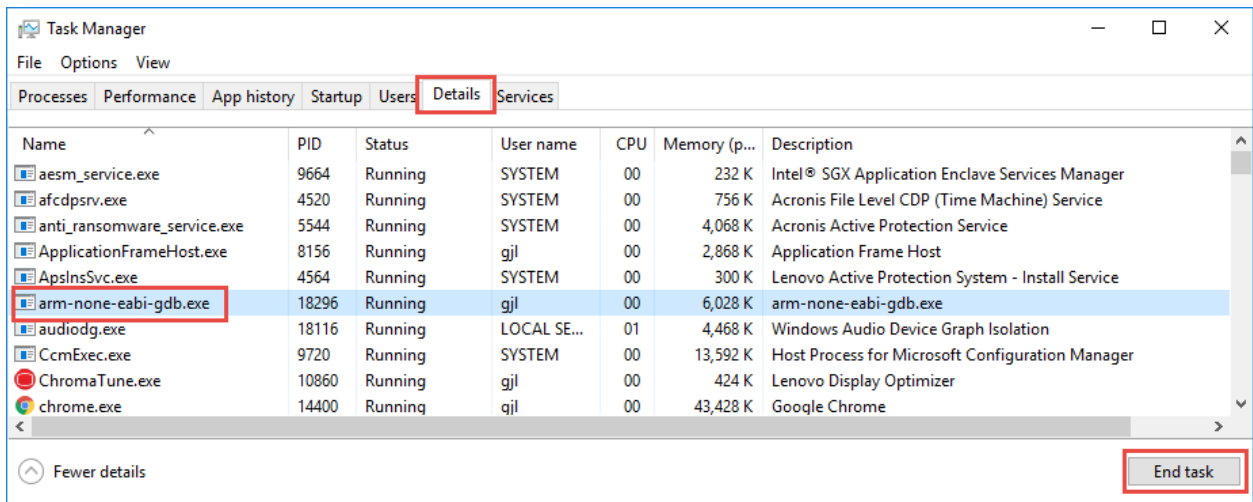 Task Manager
File Options View
Processes Performance App history Startup Users Details Services
Name PID Status User name CPU Memory (p... Description
aesm_service.exe 9664 Running SYSTEM 00 232 K Intel® SGX Application Enclave Services Manager
afcdpsrv.exe 4520 Running SYSTEM 00 756 K Acronis File Level CDP (Time Machine) Service
anti_ransomware_service.exe 5544 Running SYSTEM 00 4,068 K Acronis Active Protection Service
ApplicationFrameHost.exe 8156 Running gjl 00 2,868 K Application Frame Host
ApsInsSvc.exe 4564 Running SYSTEM 00 300 K Lenovo Active Protection System - Install Service
arm-none-eabi-gdb.exe 18296 Running gjl 00 6,028 K arm-none-eabi-gdb.exe
audiodg.exe 18116 Running LOCAL SE... 01 4,468 K Windows Audio Device Graph Isolation
CcmExec.exe 9720 Running SYSTEM 00 13,592 K Host Process for Microsoft Configuration Manager
ChromaTune.exe 10860 Running gjl 00 424 K Lenovo Display Optimizer
chrome.exe 14400 Running gjl 00 43,428 K Google Chrome
Fewer details End task